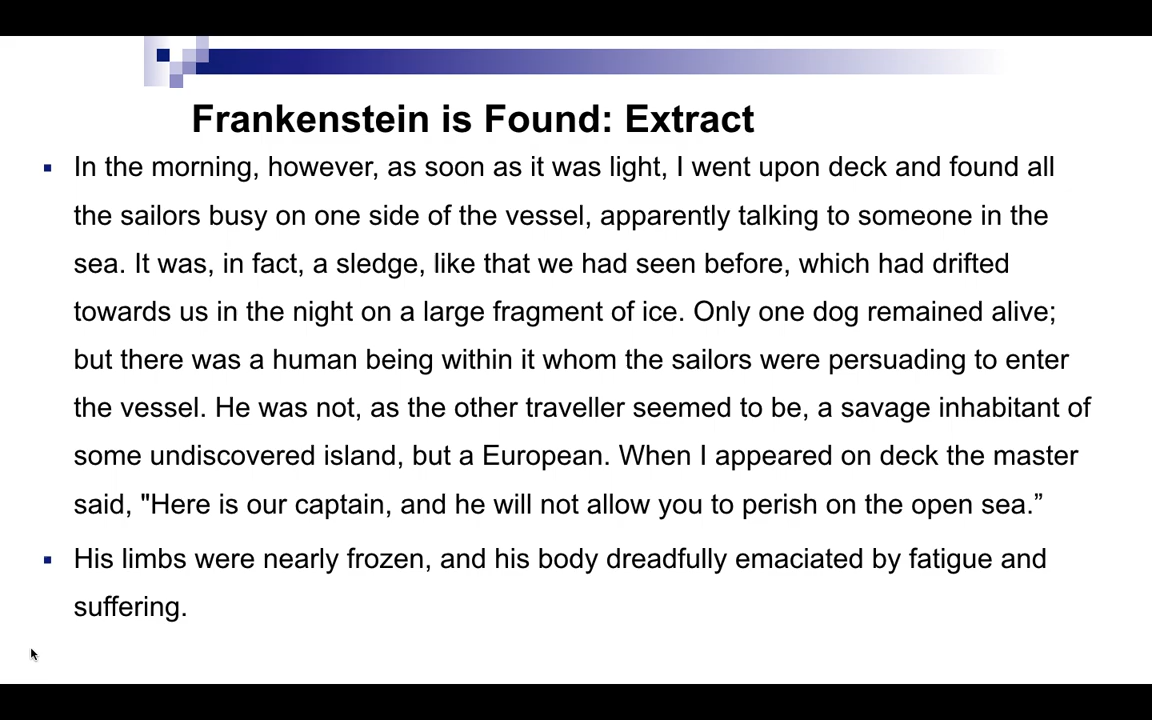 Frankenstein is Found: Extract
In the morning, however, as soon as it was light, I went upon deck and found all
the sailors busy on one side of the vessel, apparently talking to someone in the
sea. It was, in fact, a sledge, like that we had seen before, which had drifted
towards us in the night on a large fragment of ice. Only one dog remained alive;
but there was a human being within it whom the sailors were persuading to enter
the vessel. He was not, as the other traveller seemed to be, a savage inhabitant of
some undiscovered island, but a European. When I appeared on deck the master
said, "Here is our captain, and he will not allow you to perish on the open sea.”
His limbs were nearly frozen, and his body dreadfully emaciated by fatigue and
suffering.